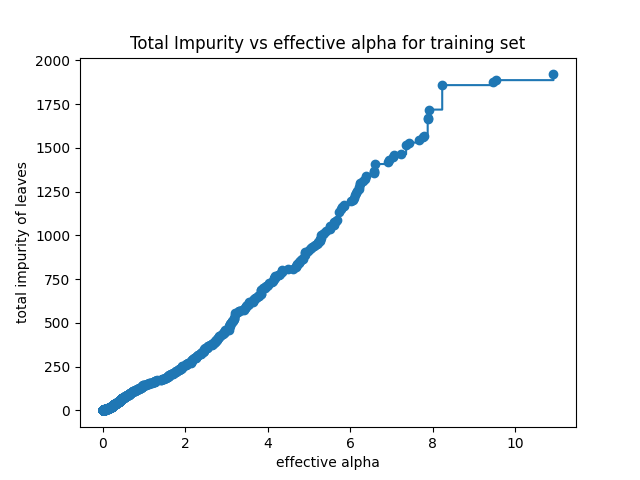 Total Impurity vs effective alpha for training set
total impurity of leaves
2000
1750
1500
1250
1000
750
500
250
0
0 2 4 6 8 10
effective alpha